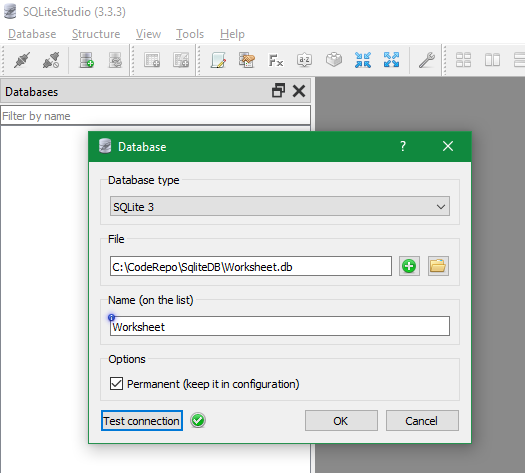 SQLiteStudio (3.3.3)
Database Structure View Tools Help
Databases
Filter by name
Database
Database type
SQLite 3
File
C:\CodeRepo\SqliteDB\Worksheet.db
Name (on the list)
Worksheet
Options
Permanent (keep it in configuration)
Test connection OK Cancel